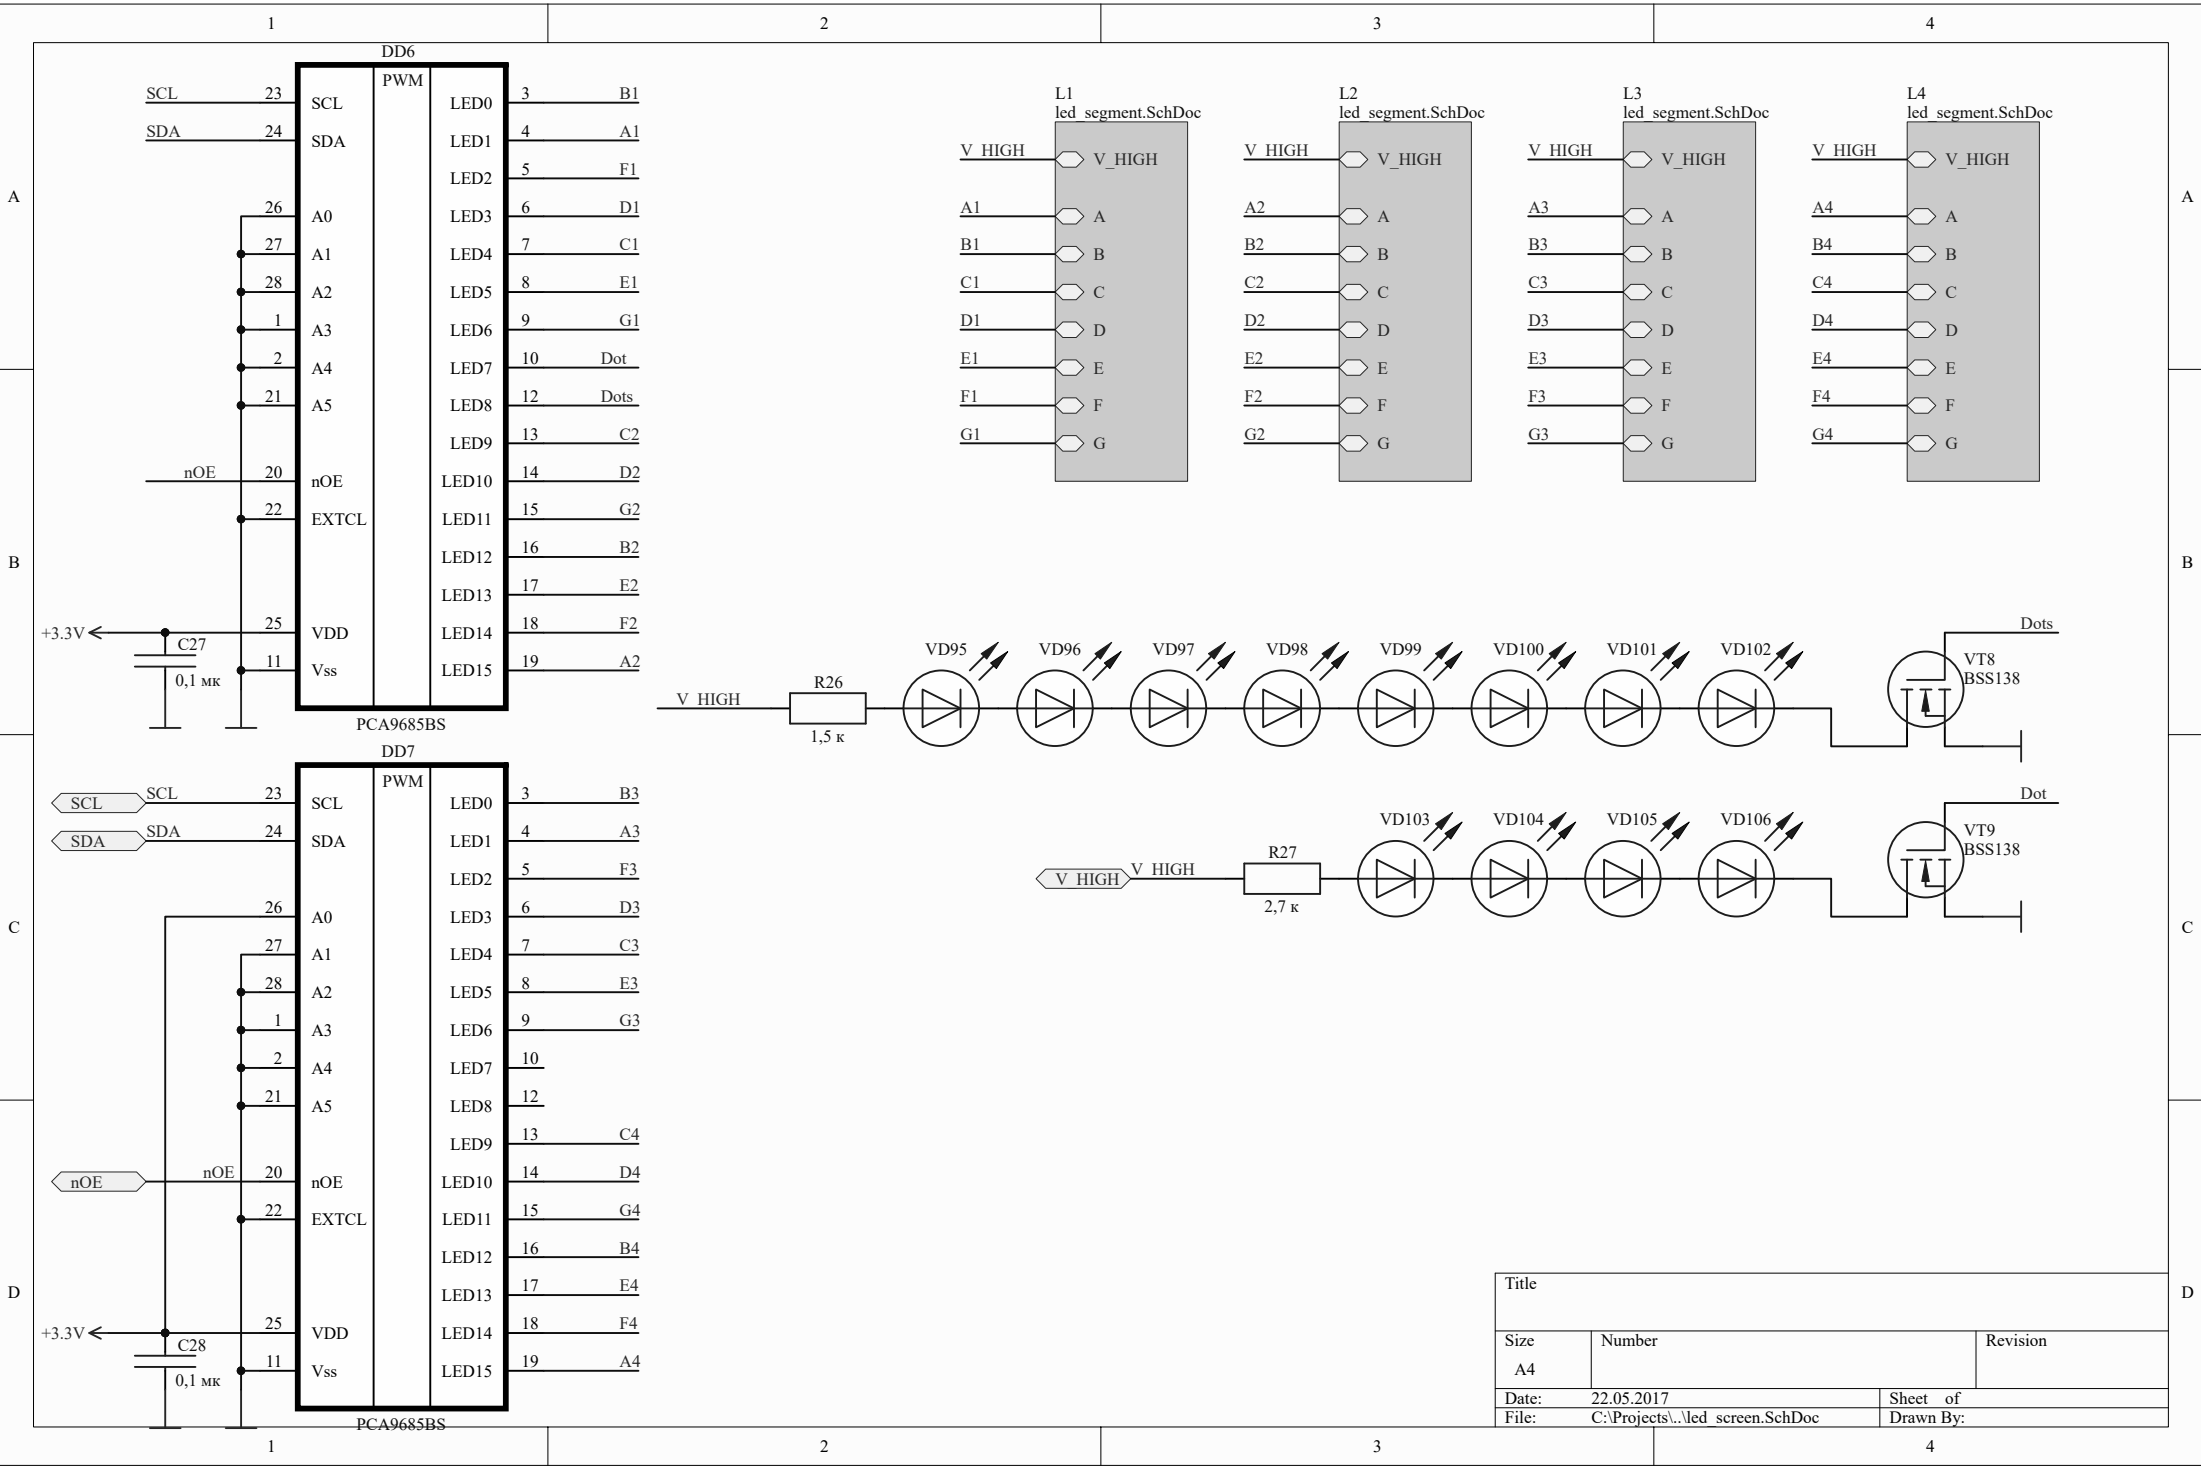 1 2 3 4
A B C D
A B C D
1 2 3 4
DD6
PWM
SCL 23 SCL LED0 3 B1
SDA 24 SDA LED1 4 A1
LED2 5 F1
26 A0 LED3 6 D1
27 A1 LED4 7 C1
28 A2 LED5 8 E1
1 A3 LED6 9 G1
2 A4 LED7 10 Dot
21 A5 LED8 12 Dots
LED9 13 C2
nOE 20 nOE LED10 14 D2
22 EXTCL LED11 15 G2
LED12 16 B2
LED13 17 E2
+3.3V 25 VDD LED14 18 F2
C27
0,1 мк
11 Vss LED15 19 A2
PCA9685BS
DD7
PWM
SCL SCL 23 SCL LED0 3 B3
SDA SDA 24 SDA LED1 4 A3
LED2 5 F3
26 A0 LED3 6 D3
27 A1 LED4 7 C3
28 A2 LED5 8 E3
1 A3 LED6 9 G3
2 A4 LED7 10
21 A5 LED8 12
LED9 13 C4
nOE nOE 20 nOE LED10 14 D4
22 EXTCL LED11 15 G4
LED12 16 B4
LED13 17 E4
+3.3V 25 VDD LED14 18 F4
C28
0,1 мк
11 Vss LED15 19 A4
PCA9685BS
L1
led_segment.SchDoc
V_HIGH V_HIGH
A1 A
B1 B
C1 C
D1 D
E1 E
F1 F
G1 G
L2
led_segment.SchDoc
V_HIGH V_HIGH
A2 A
B2 B
C2 C
D2 D
E2 E
F2 F
G2 G
L3
led_segment.SchDoc
V_HIGH V_HIGH
A3 A
B3 B
C3 C
D3 D
E3 E
F3 F
G3 G
L4
led_segment.SchDoc
V_HIGH V_HIGH
A4 A
B4 B
C4 C
D4 D
E4 E
F4 F
G4 G
V_HIGH R26 VD95 VD96 VD97 VD98 VD99 VD100 VD101 VD102 Dots
1,5 к
VT8
BSS138
V_HIGH V_HIGH R27 VD103 VD104 VD105 VD106 Dot
2,7 к
VT9
BSS138
Title
Size Number Revision
A4
Date: 22.05.2017 Sheet of
File: C:\Projects\..\led_screen.SchDoc Drawn By: